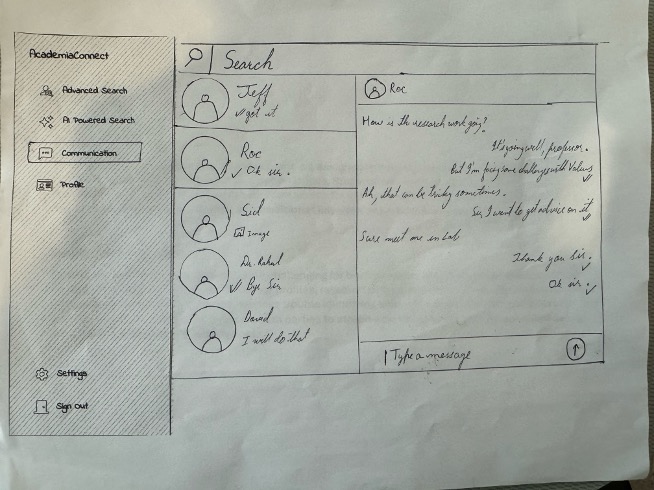 AcademiaConnect
Advanced Search
AI Powered Search
Communication
Profile
Settings
Sign Out
Search
Jeff
got it
Roc
Ok sir.
Sid
Image
Dr. Rahul
Bye Sir
David
I will do that
Roc
How is th research work going?
It's going well, professor.
But I'm facing some challenges with Values
Ah, that can be tricky sometimes.
Sir, I want to get advice on it
Sure meet me in Lab
Thank you Sir.
Ok sir.
Type a message